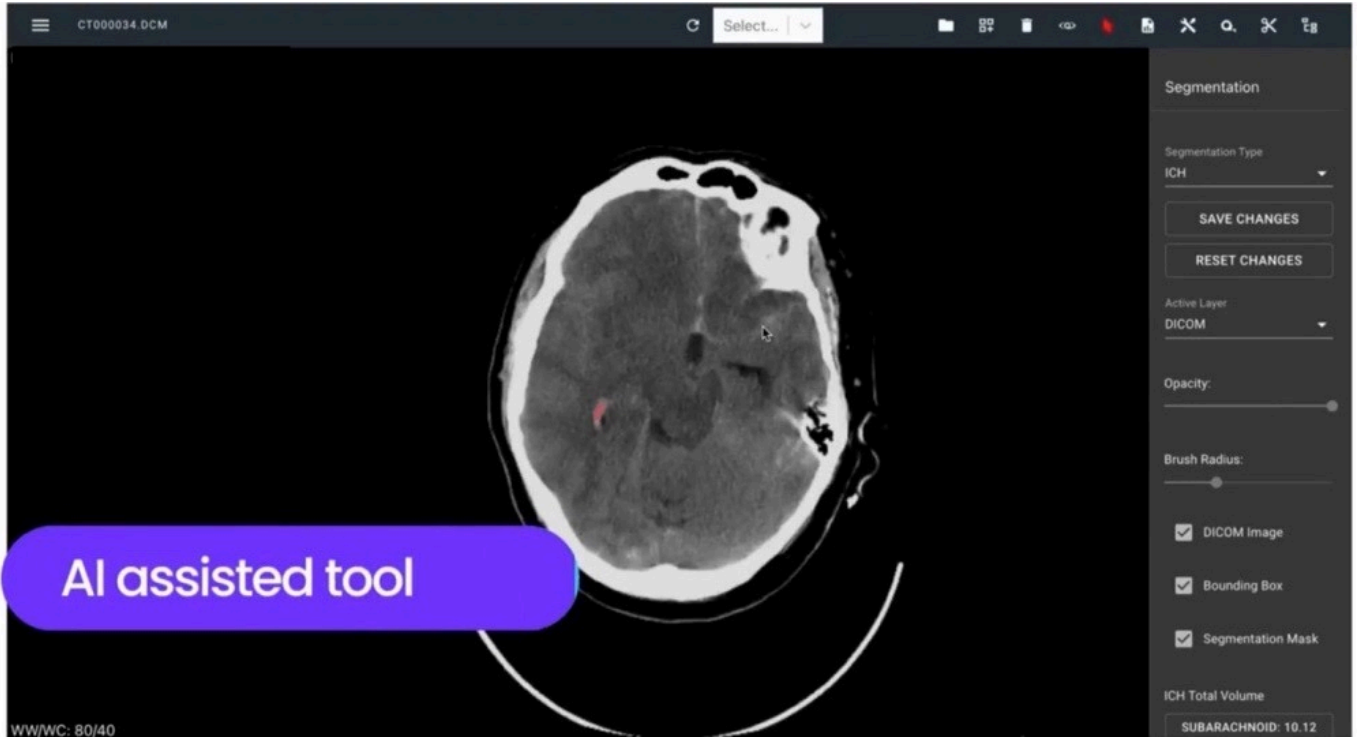 CT000034.DCM
Select...
Segmentation
Segmentation Type
ICH
SAVE CHANGES
RESET CHANGES
Active Layer
DICOM
Opacity:
Brush Radius:
DICOM Image
Bounding Box
Segmentation Mask
ICH Total Volume
SUBARACHNOID: 10.12
AI assisted tool
WW/WC: 80/40